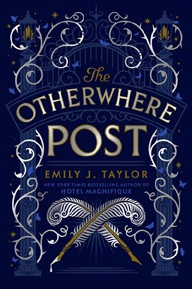 The
OTHERWHERE
POST
EMILY J. TAYLOR
NEW YORK TIMES BESTSELLING AUTHOR OF
HOTEL MAGNIFIQUE